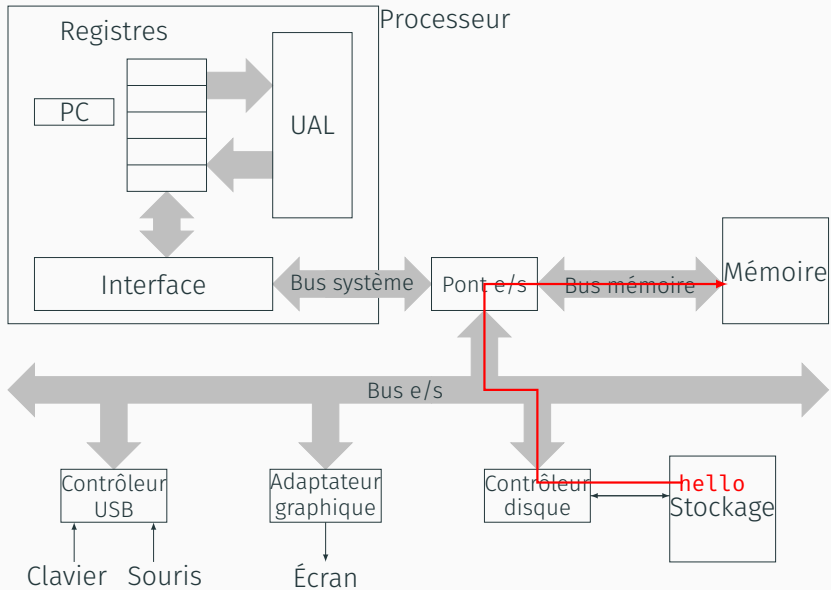 Processeur
Registres
PC
UAL
Interface
Bus système
Pont e/s
Bus mémoire
Mémoire
Bus e/s
Contrôleur
USB
Adaptateur
graphique
Contrôleur
disque
hello
Stockage
Clavier
Souris
Écran